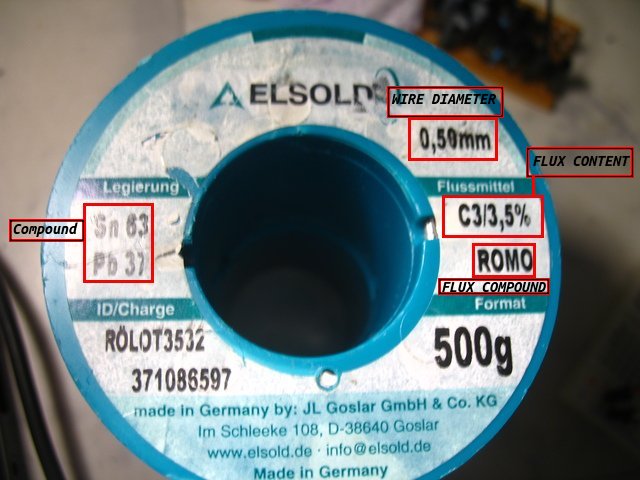 ELSOLD
WIRE DIAMETER
0,50mm
FLUX CONTENT
Legierung
Flussmittel
Compound
Sn 63
Pb 37
C3/3,5%
ROM0
FLUX COMPOUND
ID/Charge
Format
RÖLOT3532
371086597
500g
made in Germany by: JL Goslar GmbH & Co. KG
Im Schleeke 108, D-38640 Goslar
www.elsold.de · info@elsold.de
Made in Germany